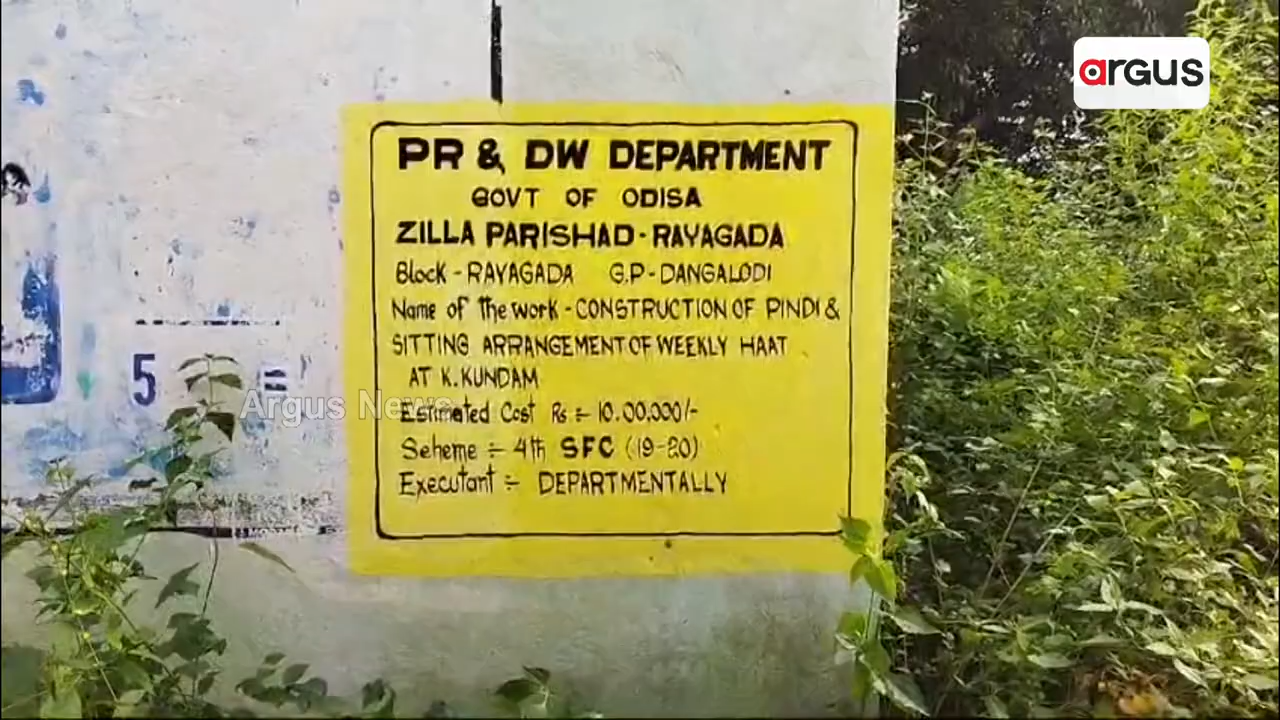 argus
PR & DW DEPARTMENT
GOVT OF ODISA
ZILLA PARISHAD - RAYAGADA
Block - RAYAGADA G.P - DANGALODI
Name of the work - CONSTRUCTION OF PINDI &
SITTING ARRANGEMENT OF WEEKLY HAAT
AT K.KUNDAM
Argus News
Estimated Cost Rs :- 10.00,000/-
Seheme :- 4th SFC (19-20)
Executant :- DEPARTMENTALLY
5 =